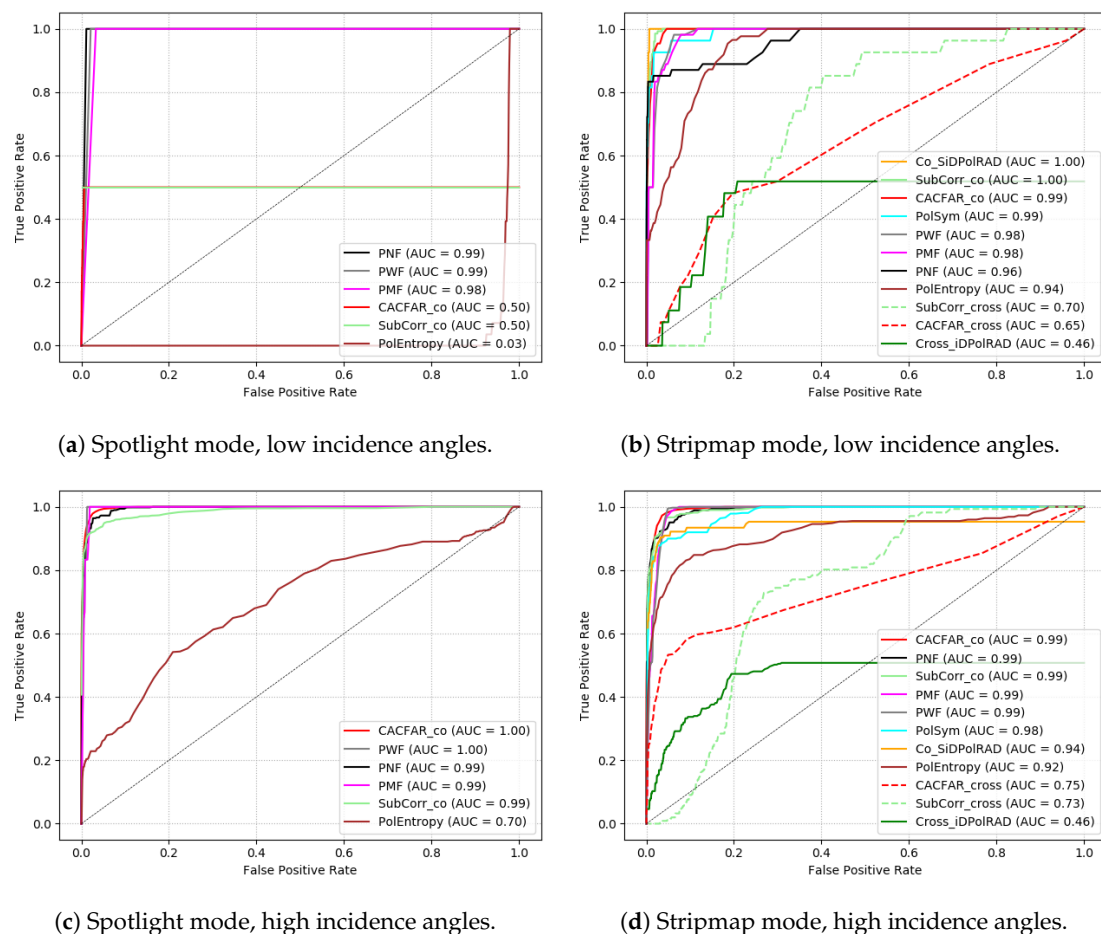 True Positive Rate
1.0
0.8
0.6
0.4
0.2
0.0
PNF (AUC = 0.99)
PWF (AUC = 0.99)
PMF (AUC = 0.98)
CACFAR_co (AUC = 0.50)
SubCorr_co (AUC = 0.50)
PolEntropy (AUC = 0.03)
0.0 0.2 0.4 0.6 0.8 1.0
False Positive Rate
(a) Spotlight mode, low incidence angles.
True Positive Rate
1.0
0.8
0.6
0.4
0.2
0.0
Co_SiDPolRAD (AUC = 1.00)
SubCorr_co (AUC = 1.00)
CACFAR_co (AUC = 0.99)
PolSym (AUC = 0.99)
PWF (AUC = 0.98)
PMF (AUC = 0.98)
PNF (AUC = 0.96)
PolEntropy (AUC = 0.94)
SubCorr_cross (AUC = 0.70)
CACFAR_cross (AUC = 0.65)
Cross_iDPolRAD (AUC = 0.46)
0.0 0.2 0.4 0.6 0.8 1.0
False Positive Rate
(b) Stripmap mode, low incidence angles.
True Positive Rate
1.0
0.8
0.6
0.4
0.2
0.0
CACFAR_co (AUC = 1.00)
PWF (AUC = 1.00)
PNF (AUC = 0.99)
PMF (AUC = 0.99)
SubCorr_co (AUC = 0.99)
PolEntropy (AUC = 0.70)
0.0 0.2 0.4 0.6 0.8 1.0
False Positive Rate
(c) Spotlight mode, high incidence angles.
True Positive Rate
1.0
0.8
0.6
0.4
0.2
0.0
CACFAR_co (AUC = 0.99)
PNF (AUC = 0.99)
SubCorr_co (AUC = 0.99)
PMF (AUC = 0.99)
PWF (AUC = 0.99)
PolSym (AUC = 0.98)
Co_SiDPolRAD (AUC = 0.94)
PolEntropy (AUC = 0.92)
CACFAR_cross (AUC = 0.75)
SubCorr_cross (AUC = 0.73)
Cross_iDPolRAD (AUC = 0.46)
0.0 0.2 0.4 0.6 0.8 1.0
False Positive Rate
(d) Stripmap mode, high incidence angles.